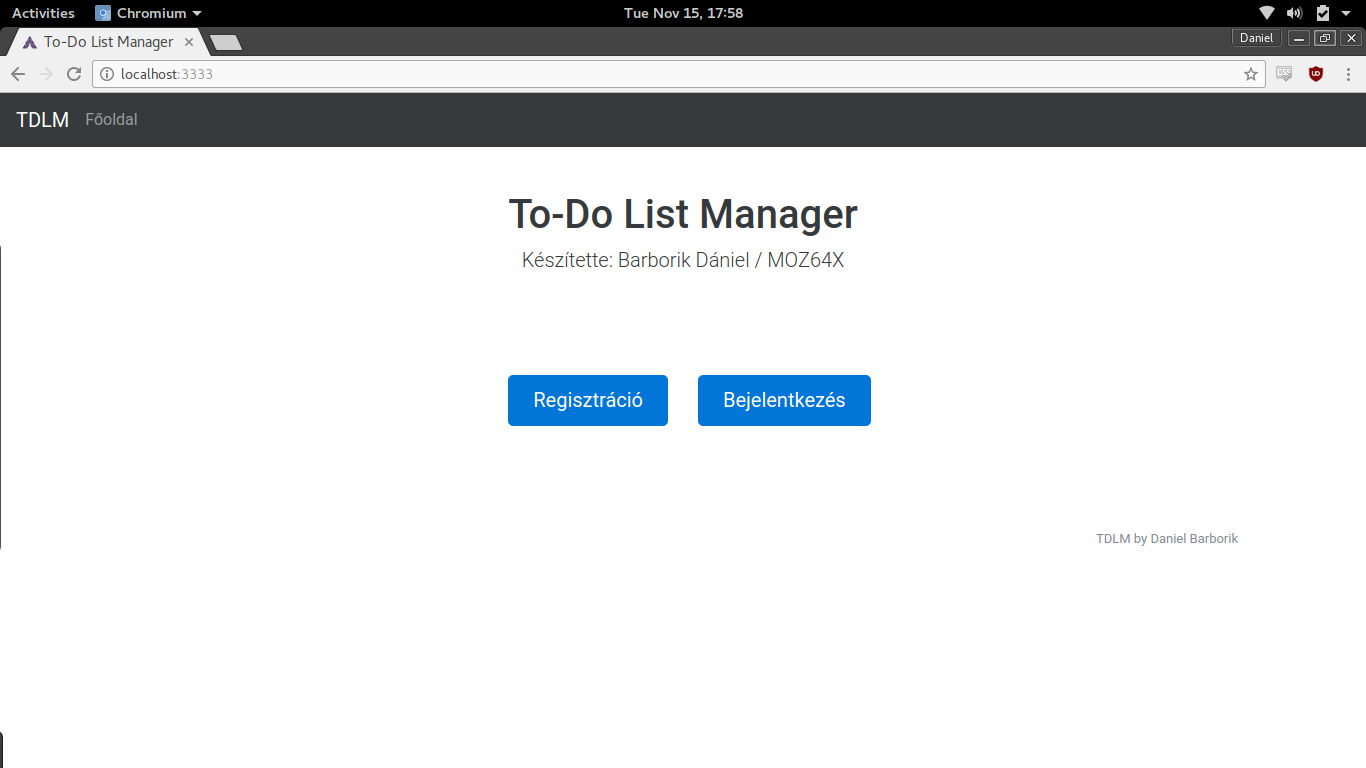 Activities Chromium Tue Nov 15, 17:58
To-Do List Manager Daniel
localhost:3333
TDLM Főoldal
To-Do List Manager
Készítette: Barborik Dániel / MOZ64X
Regisztráció Bejelentkezés
TDLM by Daniel Barborik